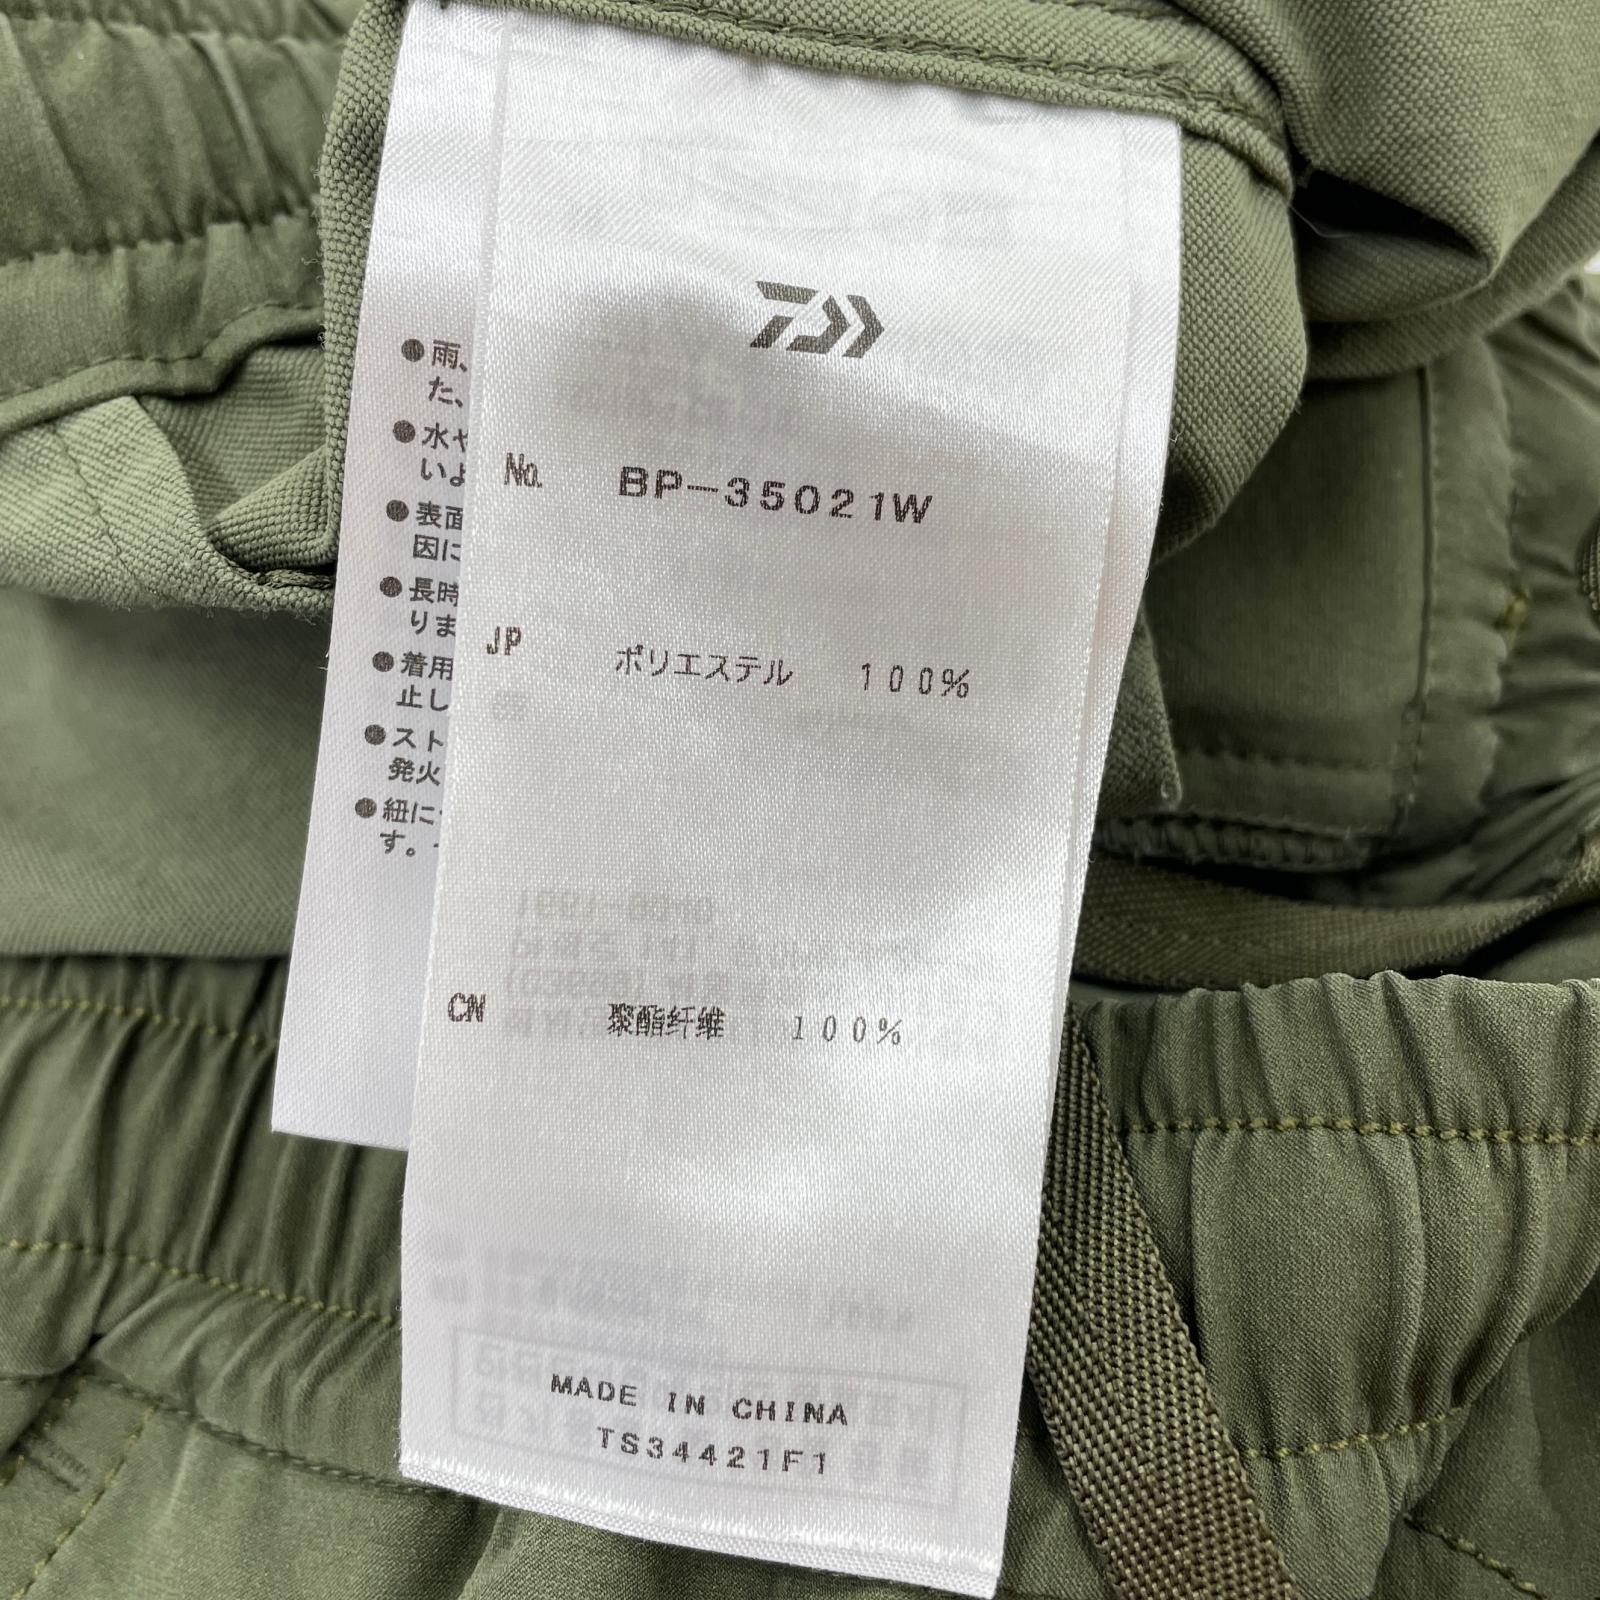 ●雨、
た、
●水や
いよ
●表面
因に
●長時
りま
●着用
止し
●スト
発火
●紐に
す。
No. BP-35021W
JP ポリエステル 100%
CN 聚酯纤维 100%
MADE IN CHINA
TS34421F1